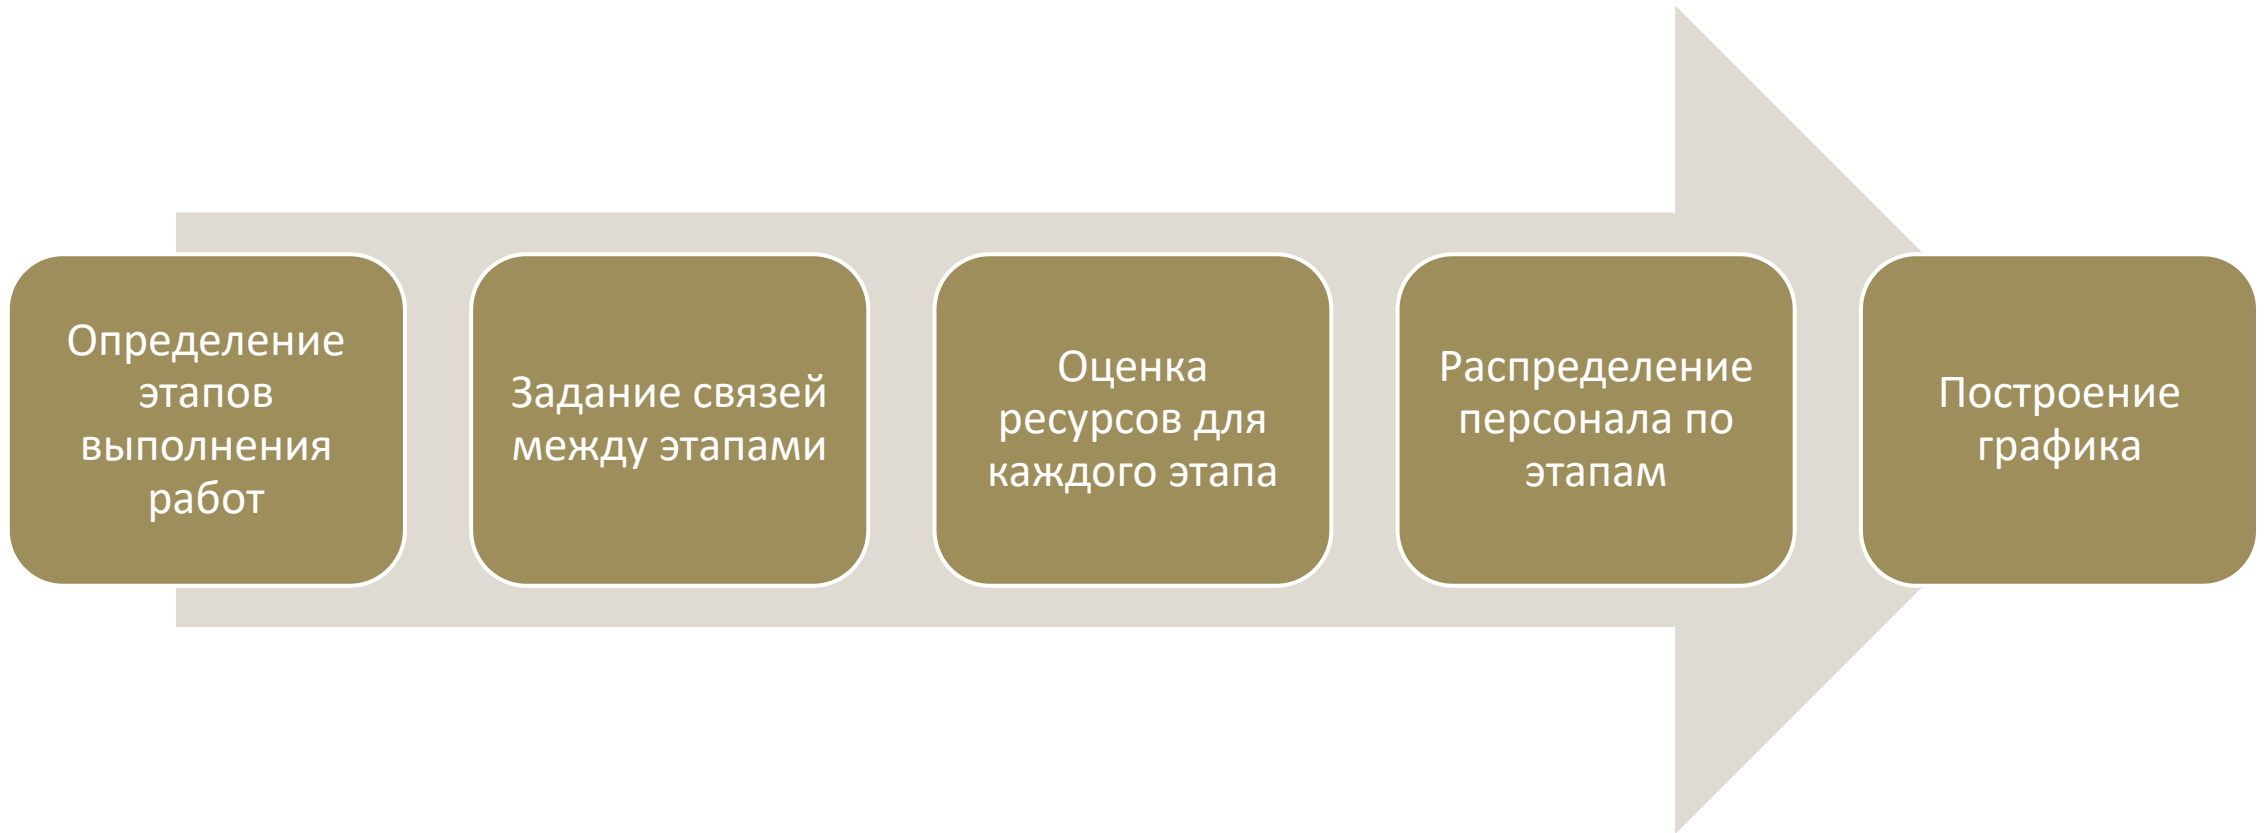 Определение
этапов
выполнения
работ
Задание связей
между этапами
Оценка
ресурсов для
каждого этапа
Распределение
персонала по
этапам
Построение
графика